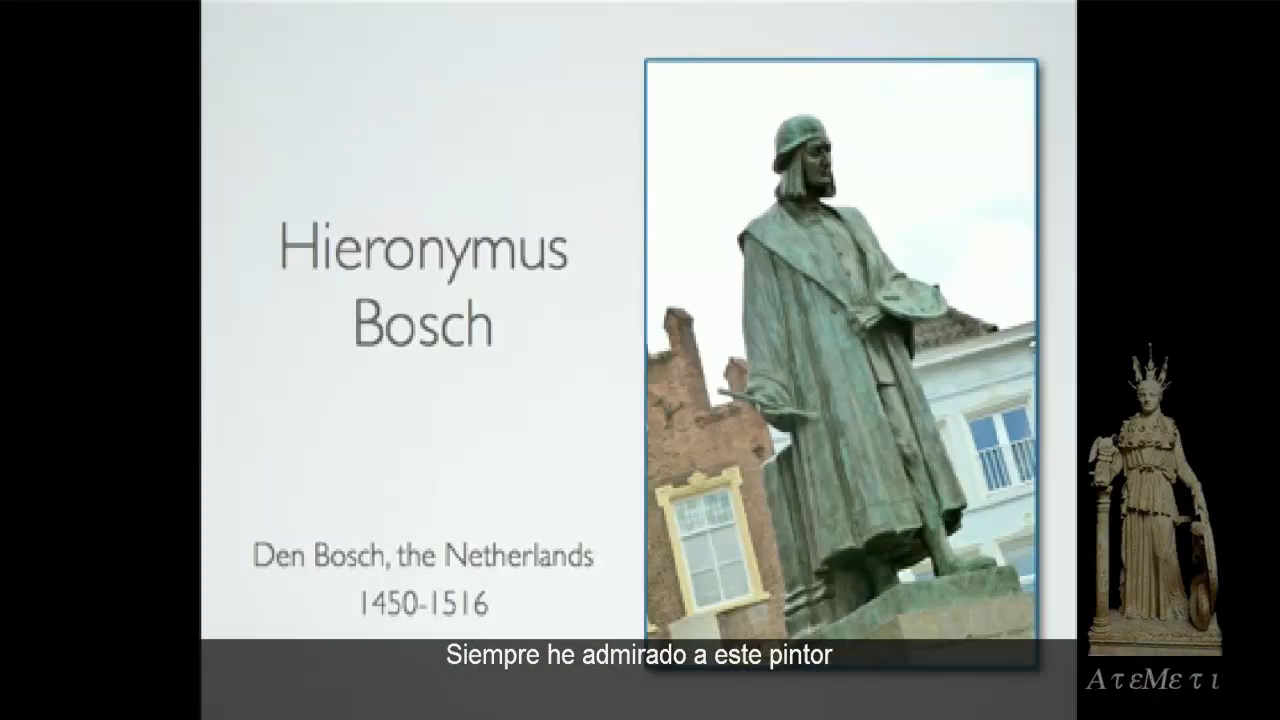 Hieronymus
Bosch
Den Bosch, the Netherlands
1450-1516
Siempre he admirado a este pintor
ΑτεΜετι